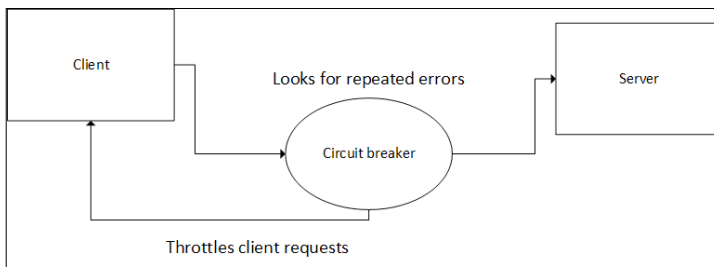 Client
Looks for repeated errors
Server
Circuit breaker
Throttles client requests